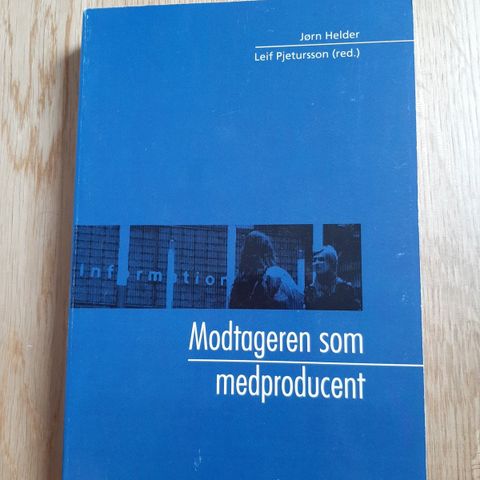 Jørn Helder
Leif Pjetursson (red.)
Information
Modtageren som
medproducent